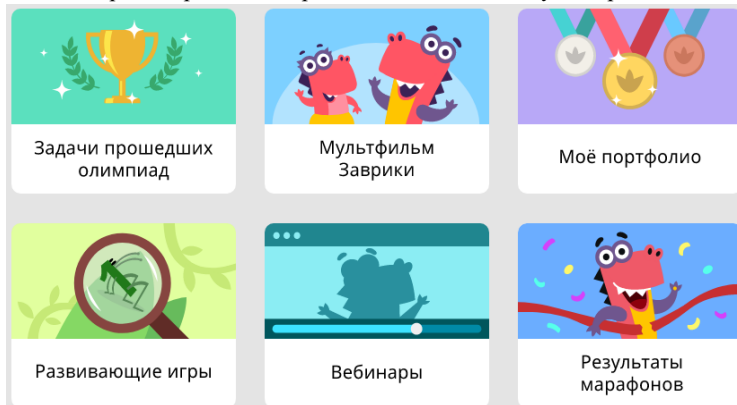 Задачи прошедших
олимпиад
Мультфильм
Заврики
Моё портфолио
Развивающие игры
Вебинары
Результаты
марафонов